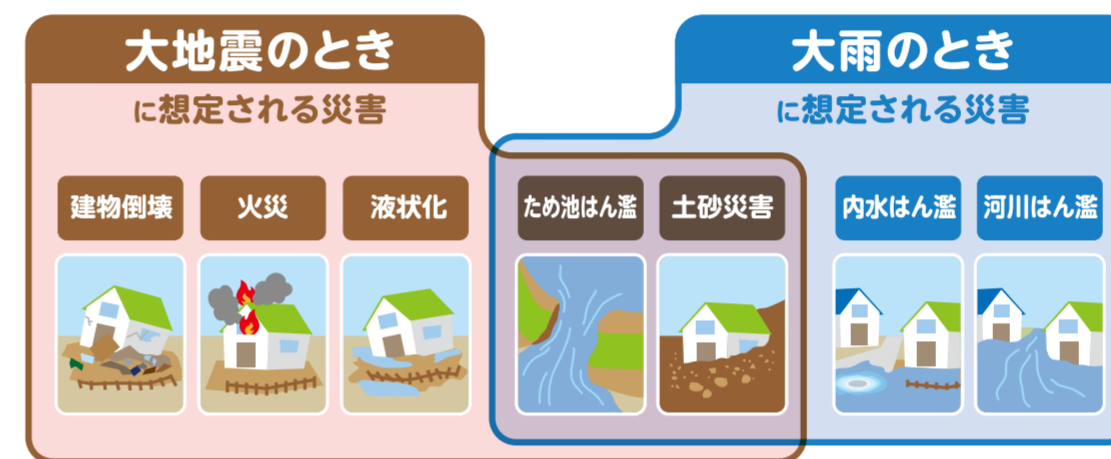 大地震のとき
に想定される災害
大雨のとき
に想定される災害
建物倒壊
火災
液状化
ため池はん濫
土砂災害
内水はん濫
河川はん濫